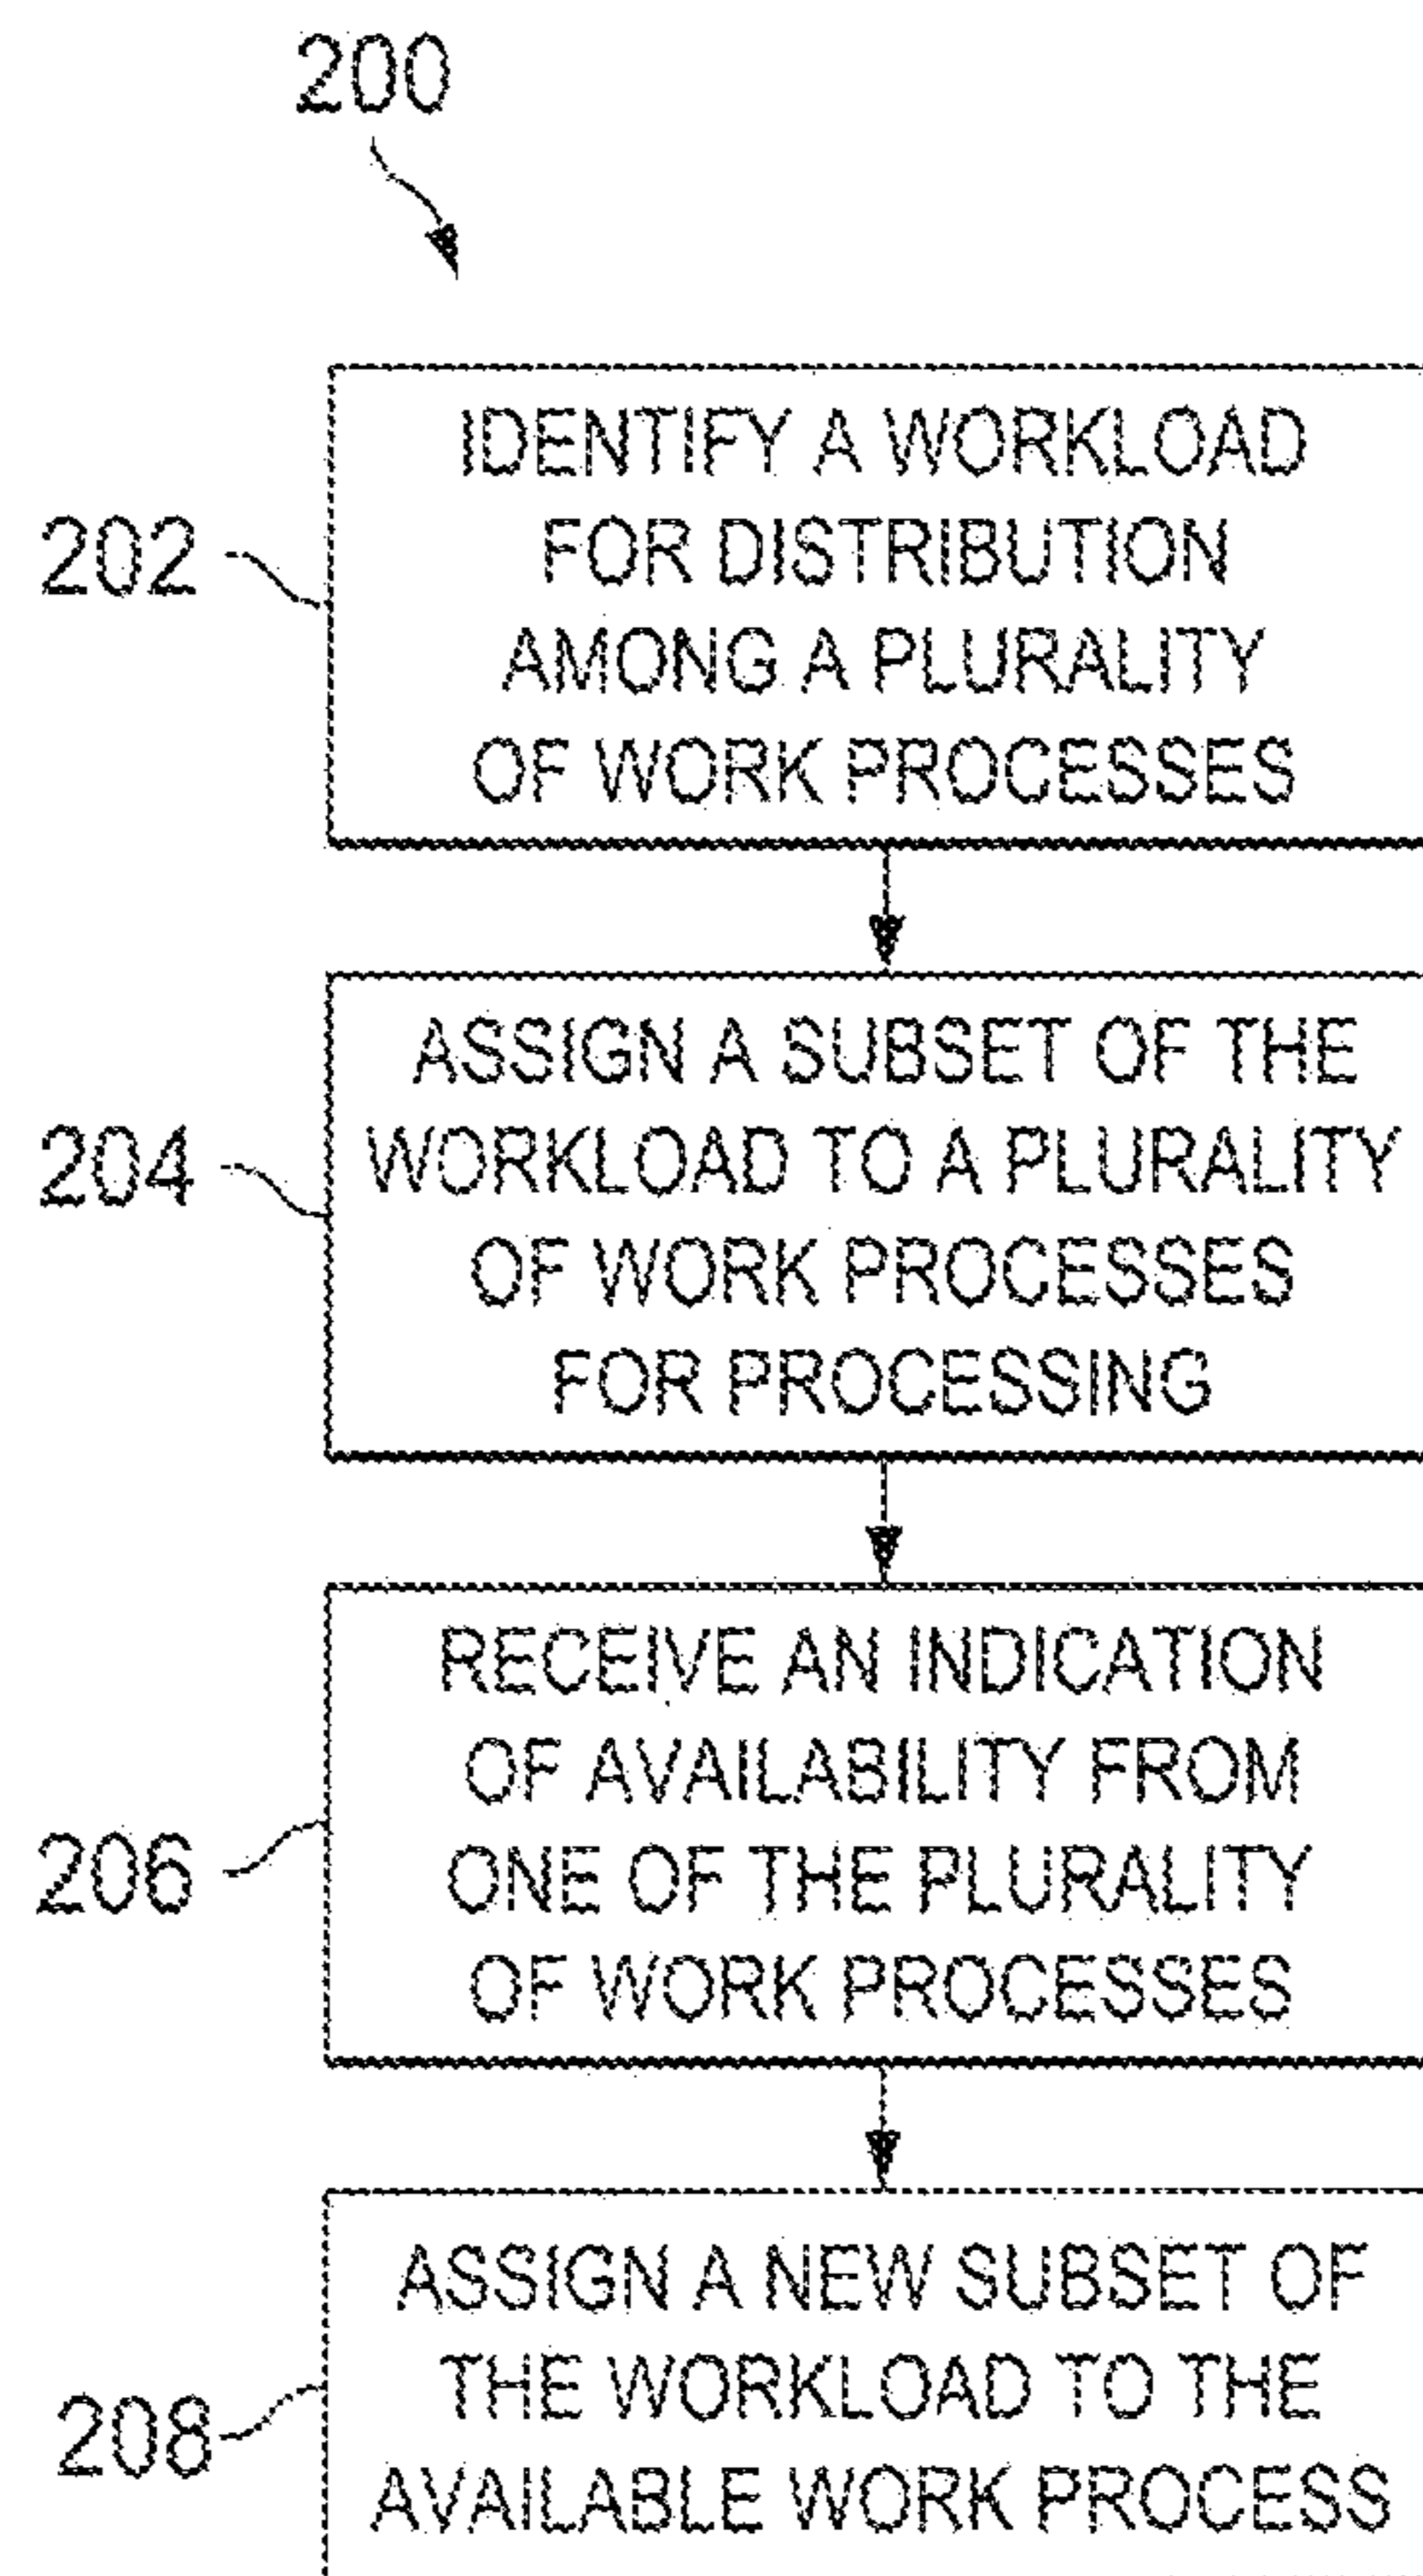 200
202
IDENTIFY A WORKLOAD
FOR DISTRIBUTION
AMONG A PLURALITY
OF WORK PROCESSES
204
ASSIGN A SUBSET OF THE
WORKLOAD TO A PLURALITY
OF WORK PROCESSES
FOR PROCESSING
206
RECEIVE AN INDICATION
OF AVAILABILITY FROM
ONE OF THE PLURALITY
OF WORK PROCESSES
208
ASSIGN A NEW SUBSET OF
THE WORKLOAD TO THE
AVAILABLE WORK PROCESS